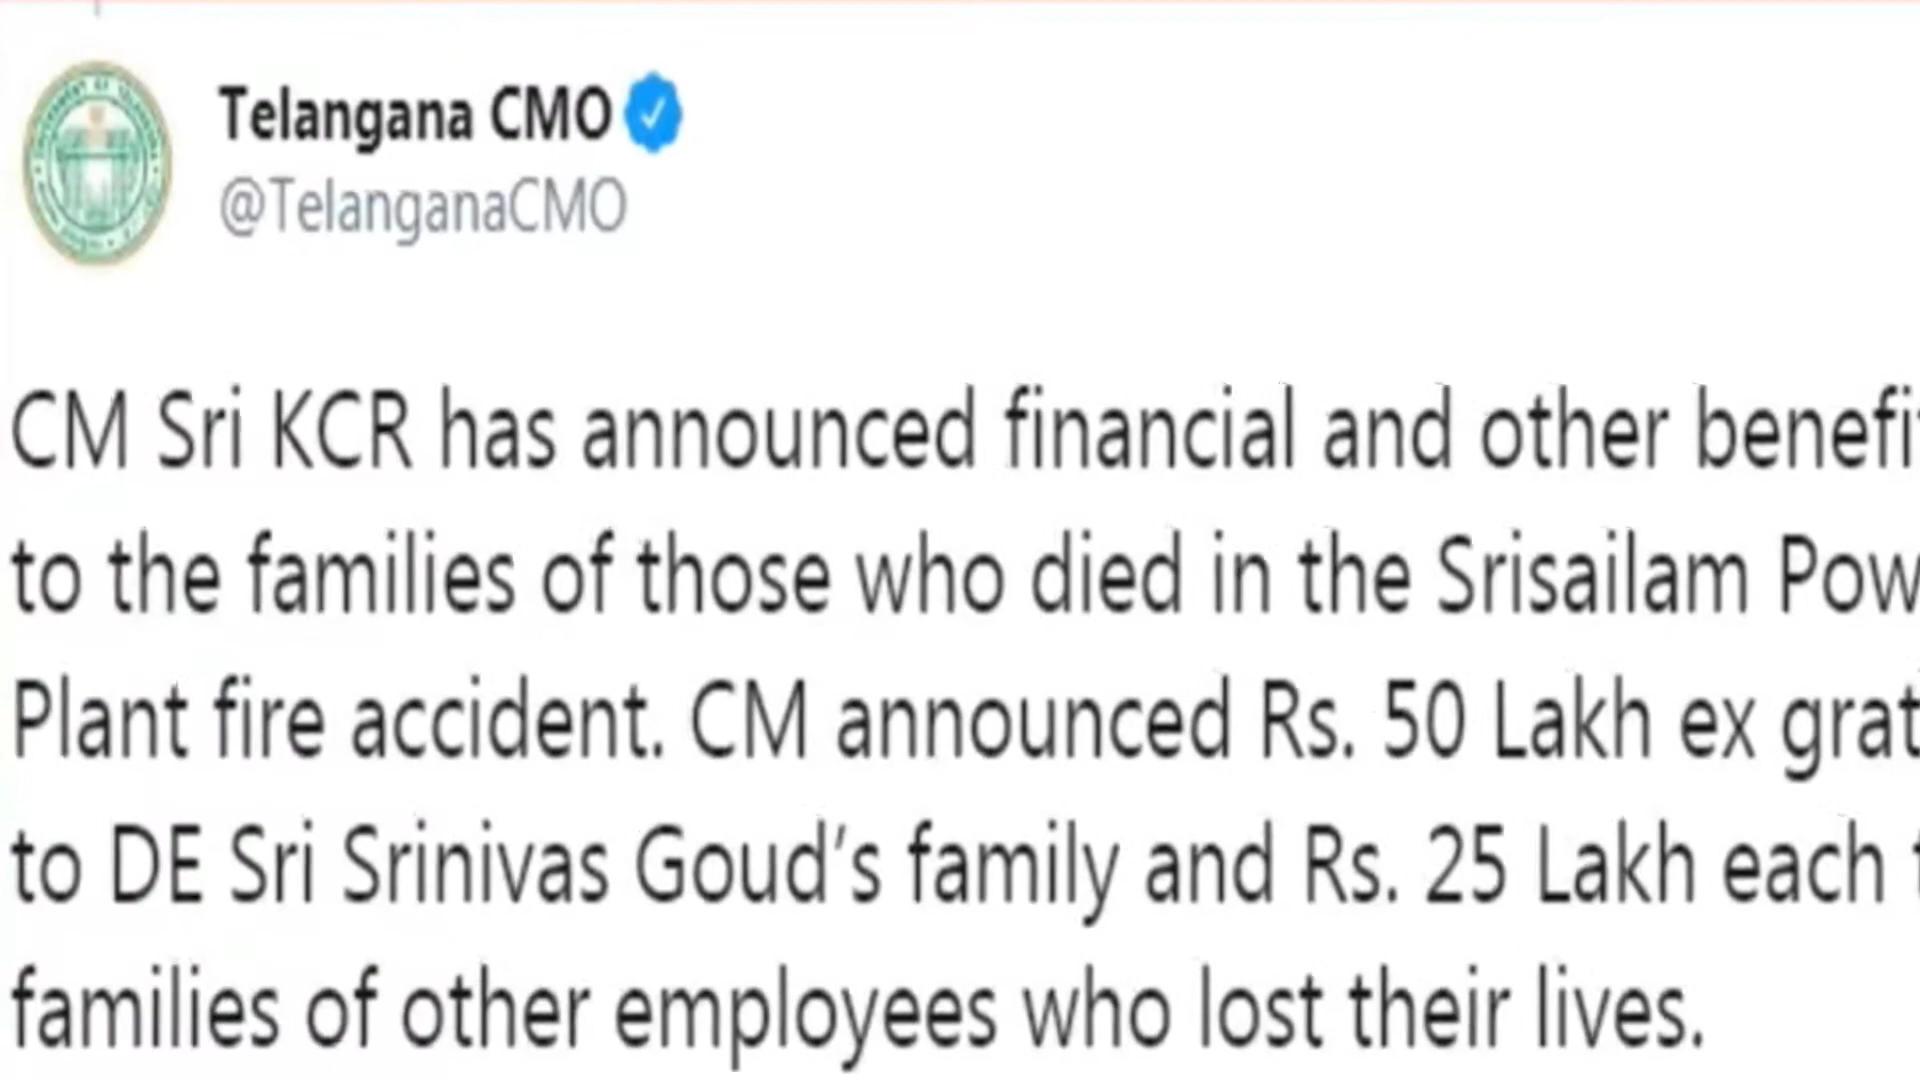 Telangana CMO
@TelanganaCMO
CM Sri KCR has announced financial and other benefi
to the families of those who died in the Srisailam Pow
Plant fire accident. CM announced Rs. 50 Lakh ex grat
to DE Sri Srinivas Goud's family and Rs. 25 Lakh each
families of other employees who lost their lives.